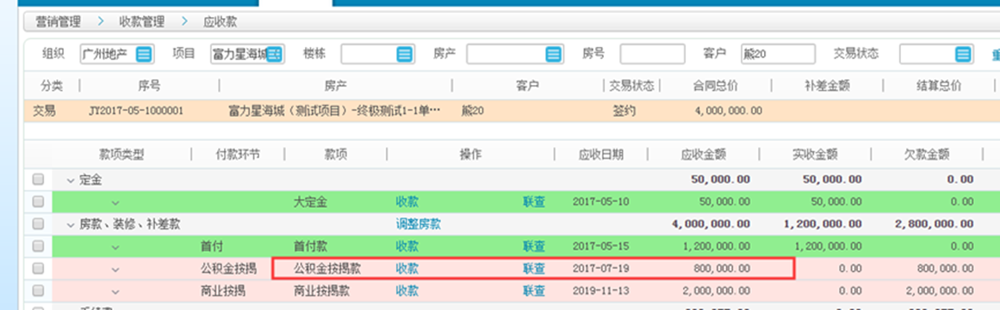 营销管理 > 收款管理 > 应收款
组织 广州地产 项目 富力星海城 楼栋 房产 房号 客户 熊20 交易状态
分类 序号 房产 客户 交易状态 合同总价 补差金额 结算总价
交易 JY2017-05-1000001 富力星海城（测试项目）-终极测试1-1单… 熊20 签约 4,000,000.00
款项类型 付款环节 款项 操作 应收日期 应收金额 实收金额 欠款金额
定金 50,000.00 50,000.00 0.00
大定金 收款 联查 2017-05-10 50,000.00 50,000.00 0.00
房款、装修、补差款 调整房款 4,000,000.00 1,200,000.00 2,800,000.00
首付 首付款 收款 联查 2017-05-15 1,200,000.00 1,200,000.00 0.00
公积金按揭 公积金按揭款 收款 联查 2017-07-19 800,000.00 0.00 800,000.00
商业按揭 商业按揭款 收款 联查 2019-11-13 2,000,000.00 0.00 2,000,000.00